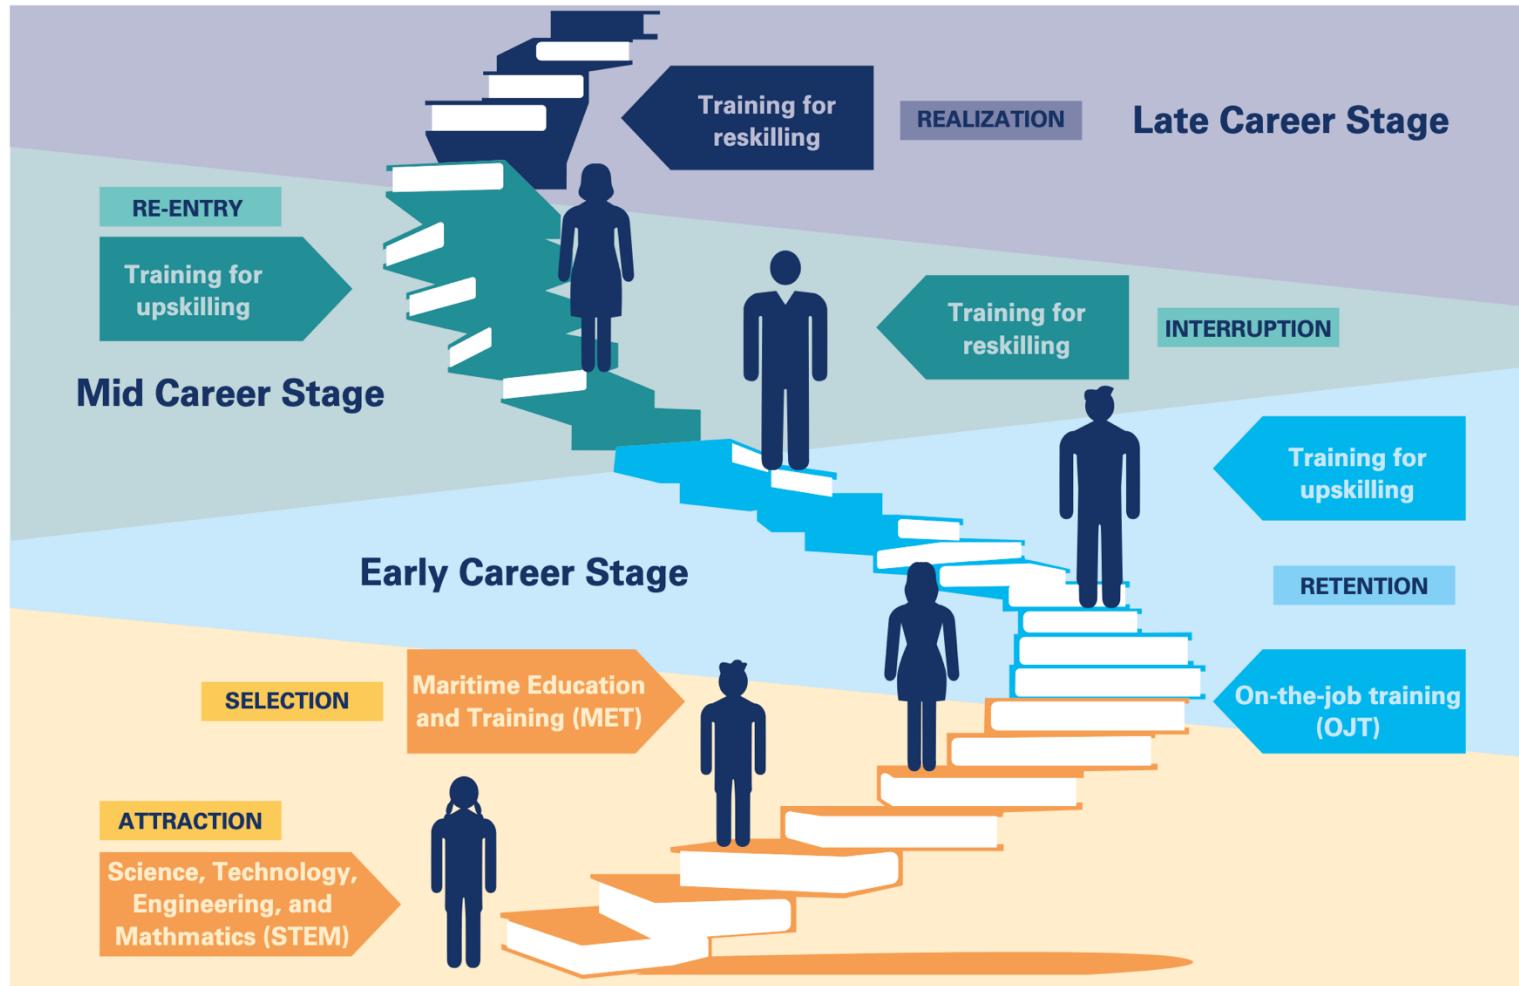 Training for
reskilling
REALIZATION
Late Career Stage
RE-ENTRY
Training for
upskilling
Mid Career Stage
Training for
reskilling
INTERRUPTION
Training for
upskilling
RETENTION
On-the-job training
(OJT)
Early Career Stage
SELECTION
Maritime Education
and Training (MET)
ATTRACTION
Science, Technology,
Engineering, and
Mathmatics (STEM)